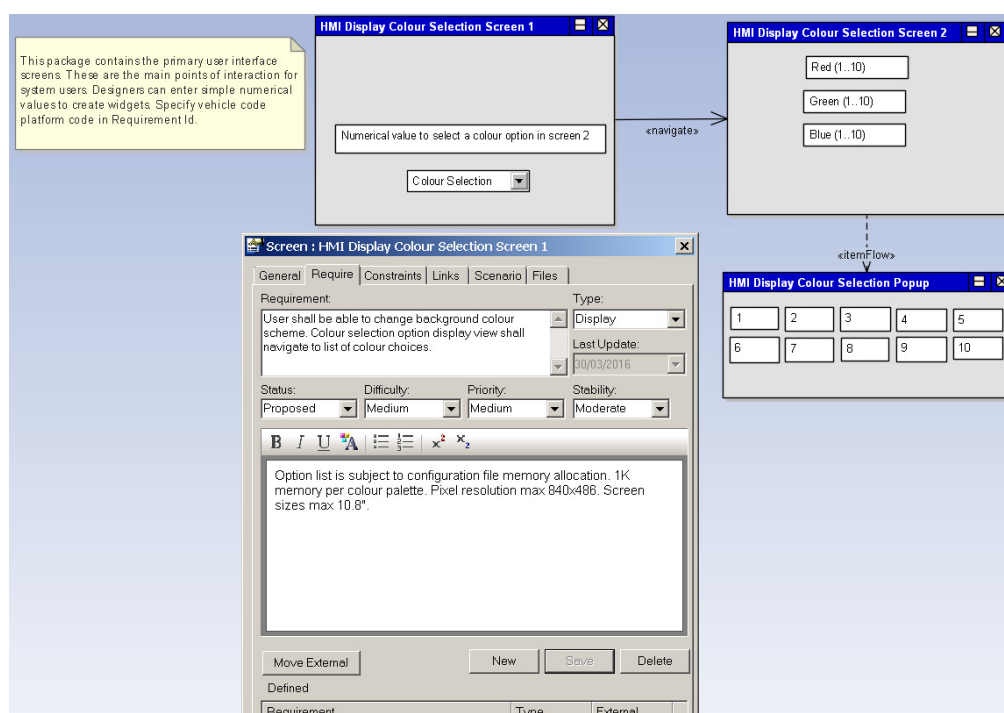 This package contains the primary user interface
screens. These are the main points of interaction for
system users. Designers can enter simple numerical
values to create widgets. Specify vehicle code
platform code in Requirement Id.
HMI Display Colour Selection Screen 1
Numerical value to select a colour option in screen 2
Colour Selection
«navigate»
HMI Display Colour Selection Screen 2
Red (1..10)
Green (1..10)
Blue (1..10)
«itemFlow»
HMI Display Colour Selection Popup
1 2 3 4 5
6 7 8 9 10
Screen : HMI Display Colour Selection Screen 1
General Require Constraints Links Scenario Files
Requirement: Type:
User shall be able to change background colour
scheme. Colour selection option display view shall
navigate to list of colour choices.
Display
Last Update:
30/03/2016
Status: Difficulty: Priority: Stability:
Proposed Medium Medium Moderate
B I U A x² x₂
Option list is subject to configuration file memory allocation. 1K
memory per colour palette. Pixel resolution max 840x486. Screen
sizes max 10.8".
Move External New Save Delete
Defined
Requirement Type External